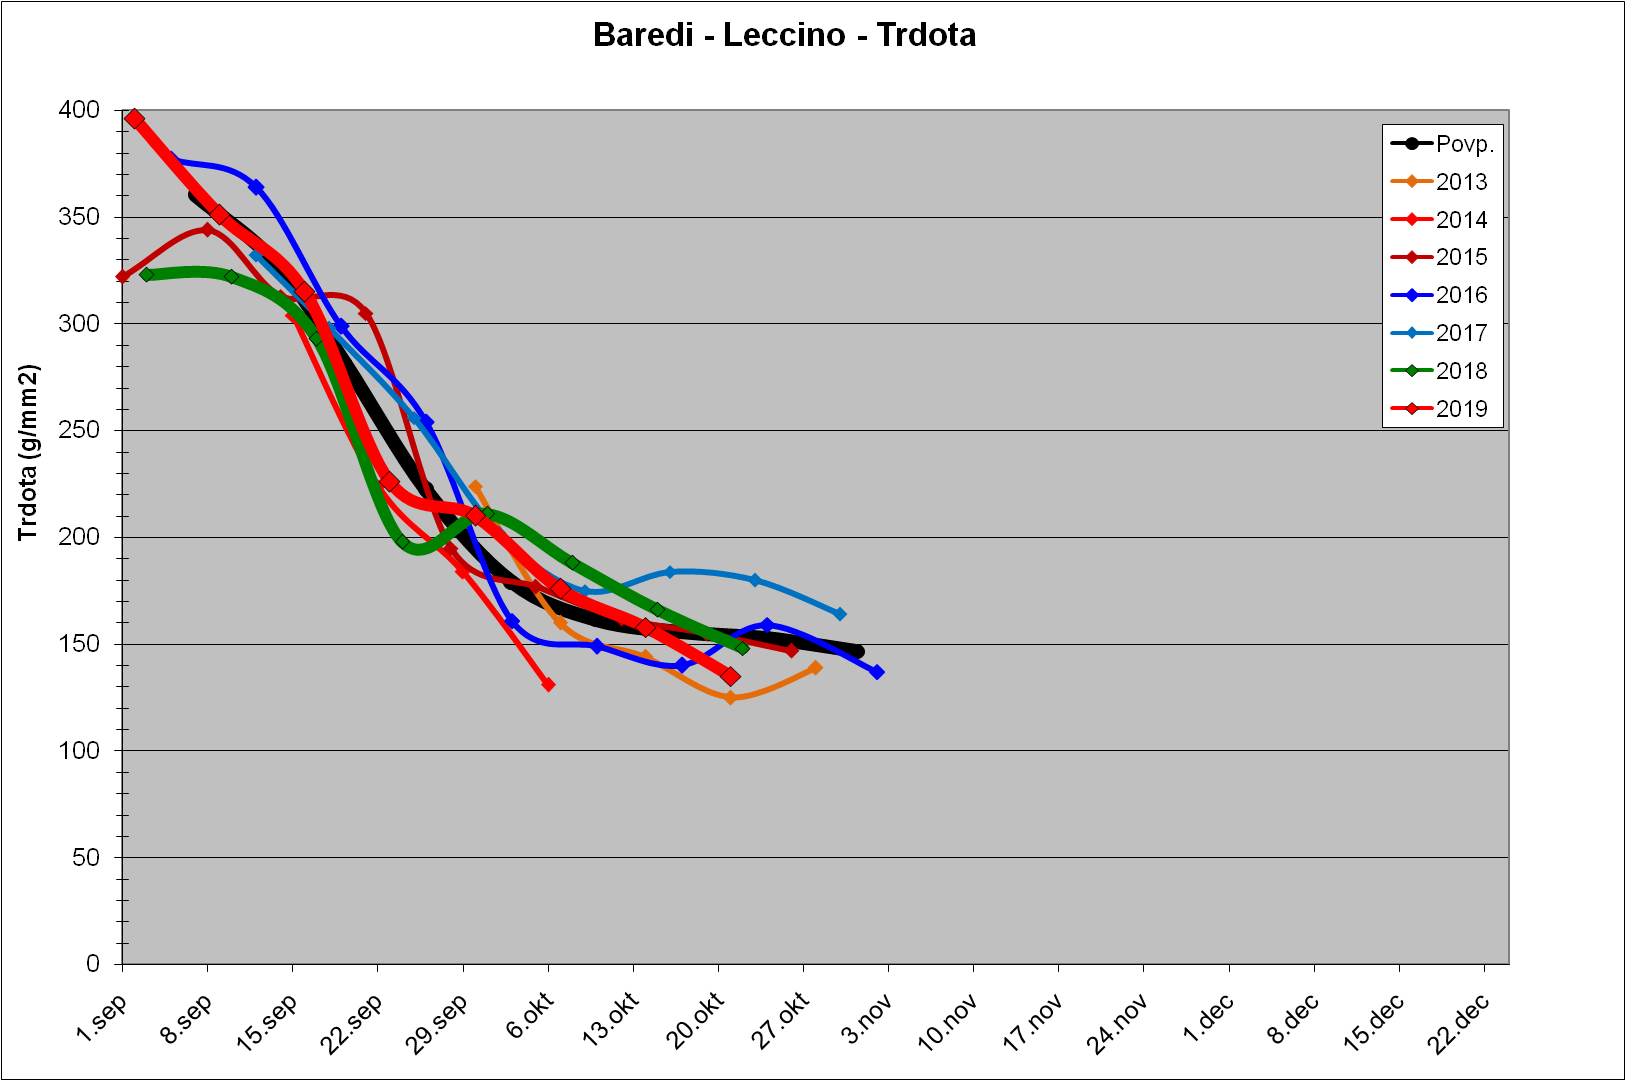 Baredi - Leccino - Trdota
Trdota (g/mm2)
400
350
300
250
200
150
100
50
0
1.sep
8.sep
15.sep
22.sep
29.sep
6.okt
13.okt
20.okt
27.okt
3.nov
10.nov
17.nov
24.nov
1.dec
8.dec
15.dec
22.dec
Povp.
2013
2014
2015
2016
2017
2018
2019